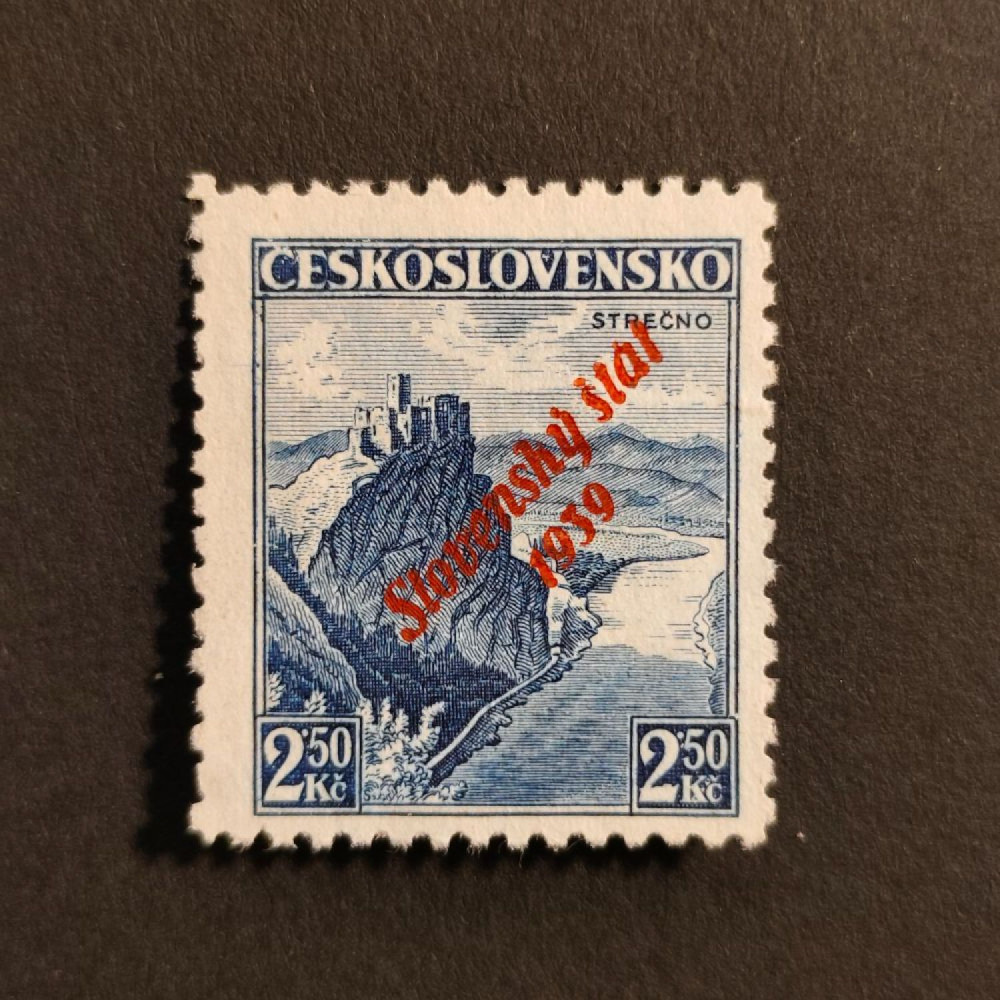 ČESKOSLOVENSKO
STREČNO
Slovenský štát
1939
2·50
Kč
2·50
Kč